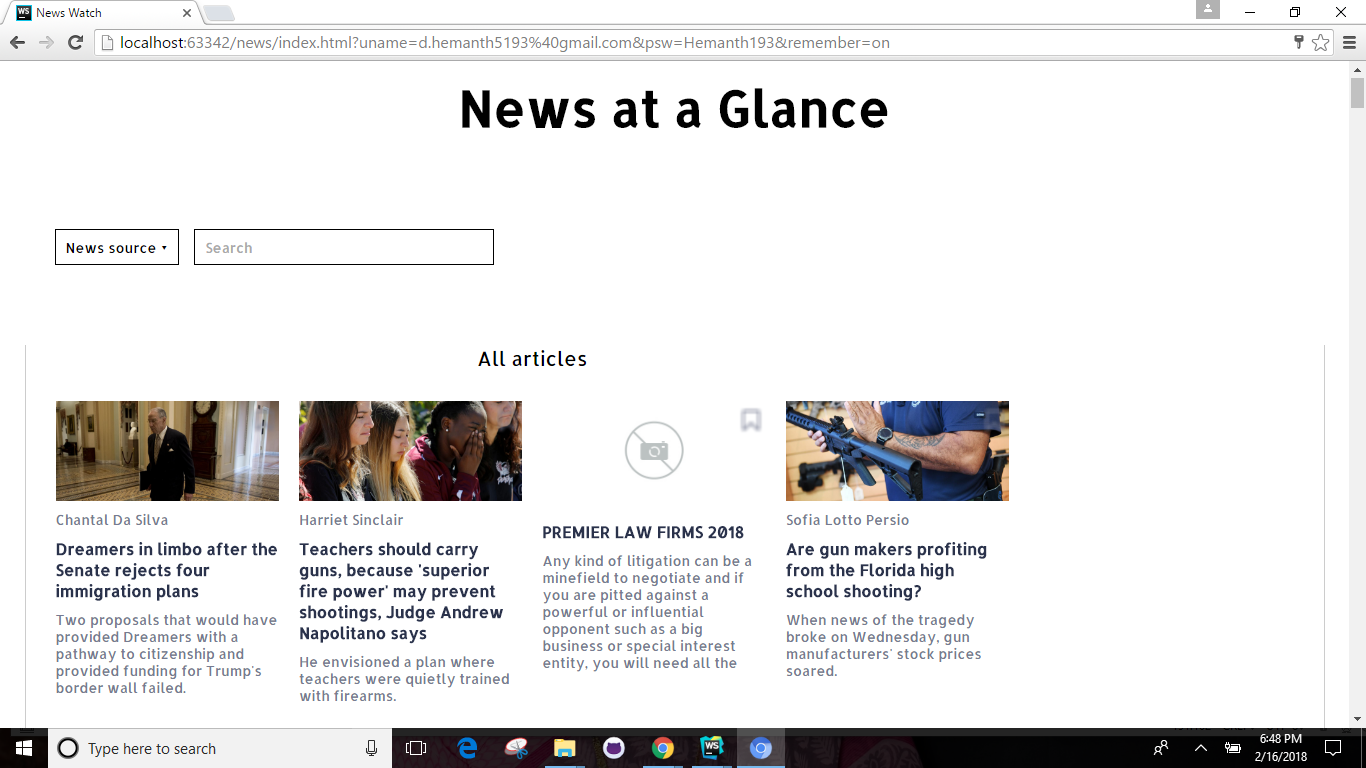 WS News Watch
localhost:63342/news/index.html?uname=d.hemanth5193%40gmail.com&psw=Hemanth193&remember=on
News at a Glance
News source
Search
All articles
Chantal Da Silva
Dreamers in limbo after the
Senate rejects four
immigration plans
Two proposals that would have
provided Dreamers with a
pathway to citizenship and
provided funding for Trump's
border wall failed.
Harriet Sinclair
Teachers should carry
guns, because 'superior
fire power' may prevent
shootings, Judge Andrew
Napolitano says
He envisioned a plan where
teachers were quietly trained
with firearms.
PREMIER LAW FIRMS 2018
Any kind of litigation can be a
minefield to negotiate and if
you are pitted against a
powerful or influential
opponent such as a big
business or special interest
entity, you will need all the
Sofia Lotto Persio
Are gun makers profiting
from the Florida high
school shooting?
When news of the tragedy
broke on Wednesday, gun
manufacturers' stock prices
soared.
Type here to search
WS
6:48 PM
2/16/2018